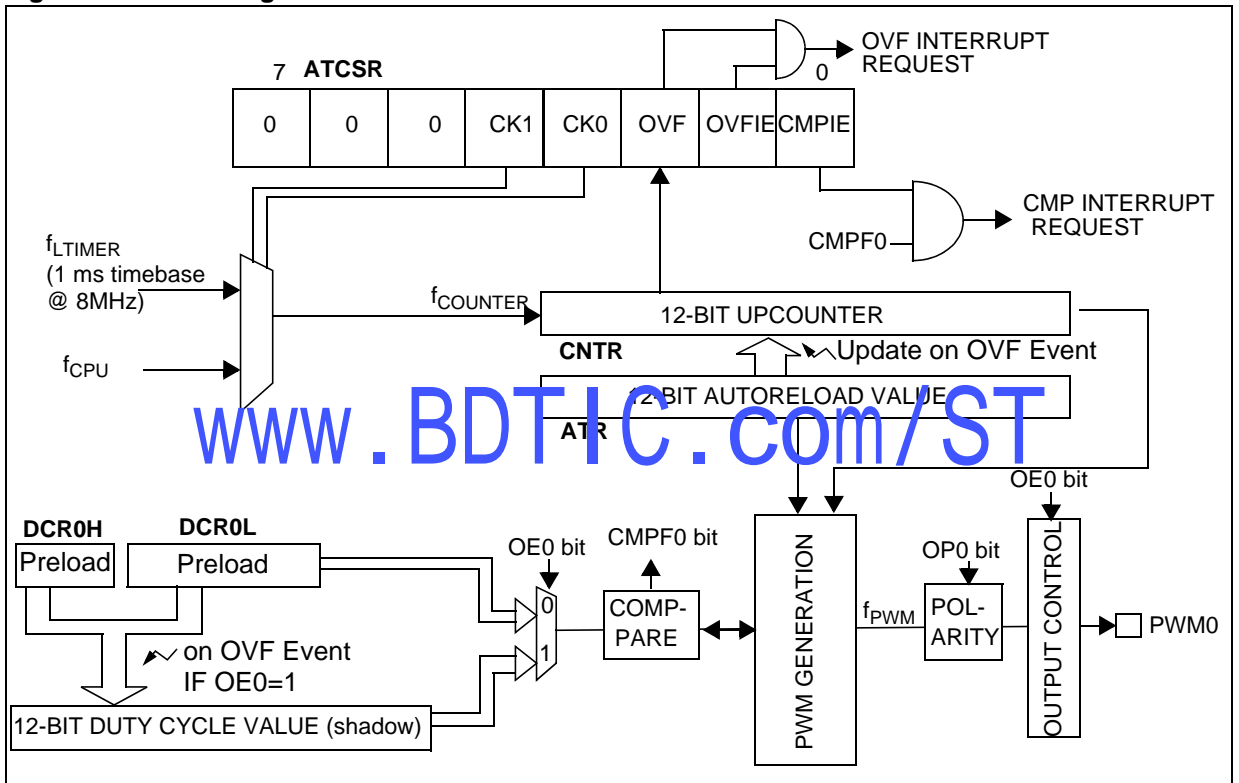 OVF INTERRUPT
REQUEST
7 ATCSR 0
0 0 0 CK1 CK0 OVF OVFIE CMPIE
CMP INTERRUPT
REQUEST
CMPF0
fLTIMER
(1 ms timebase
@ 8MHz)
fCOUNTER
12-BIT UPCOUNTER
CNTR
Update on OVF Event
fCPU
12-BIT AUTORELOAD VALUE
ATR
www.BDTIC.com/ST
OE0 bit
DCR0H DCR0L
Preload Preload
OE0 bit
CMPF0 bit
OP0 bit
0
1
COMP-
PARE
PWM GENERATION
fPWM
POL-
ARITY
OUTPUT CONTROL
PWM0
on OVF Event
IF OE0=1
12-BIT DUTY CYCLE VALUE (shadow)